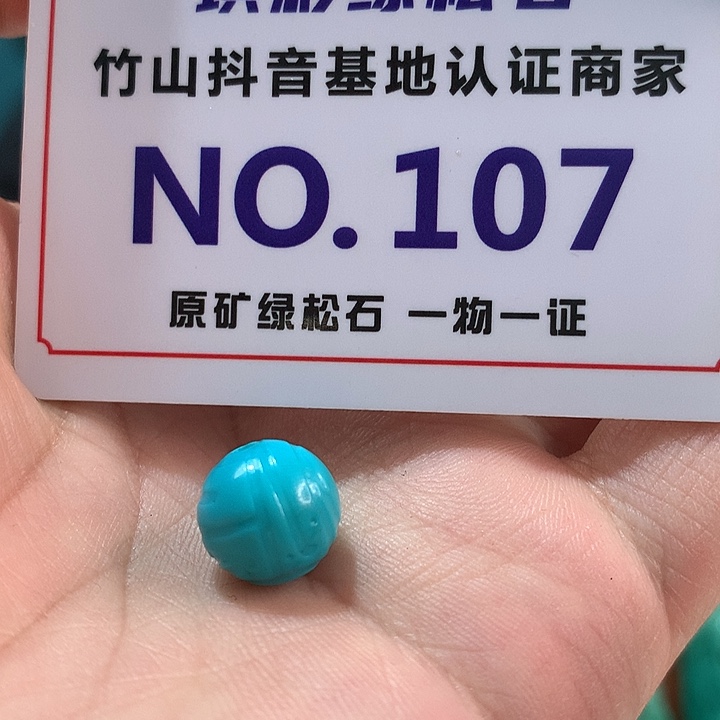 竹山抖音基地认证商家
NO.107
原矿绿松石 一物一证